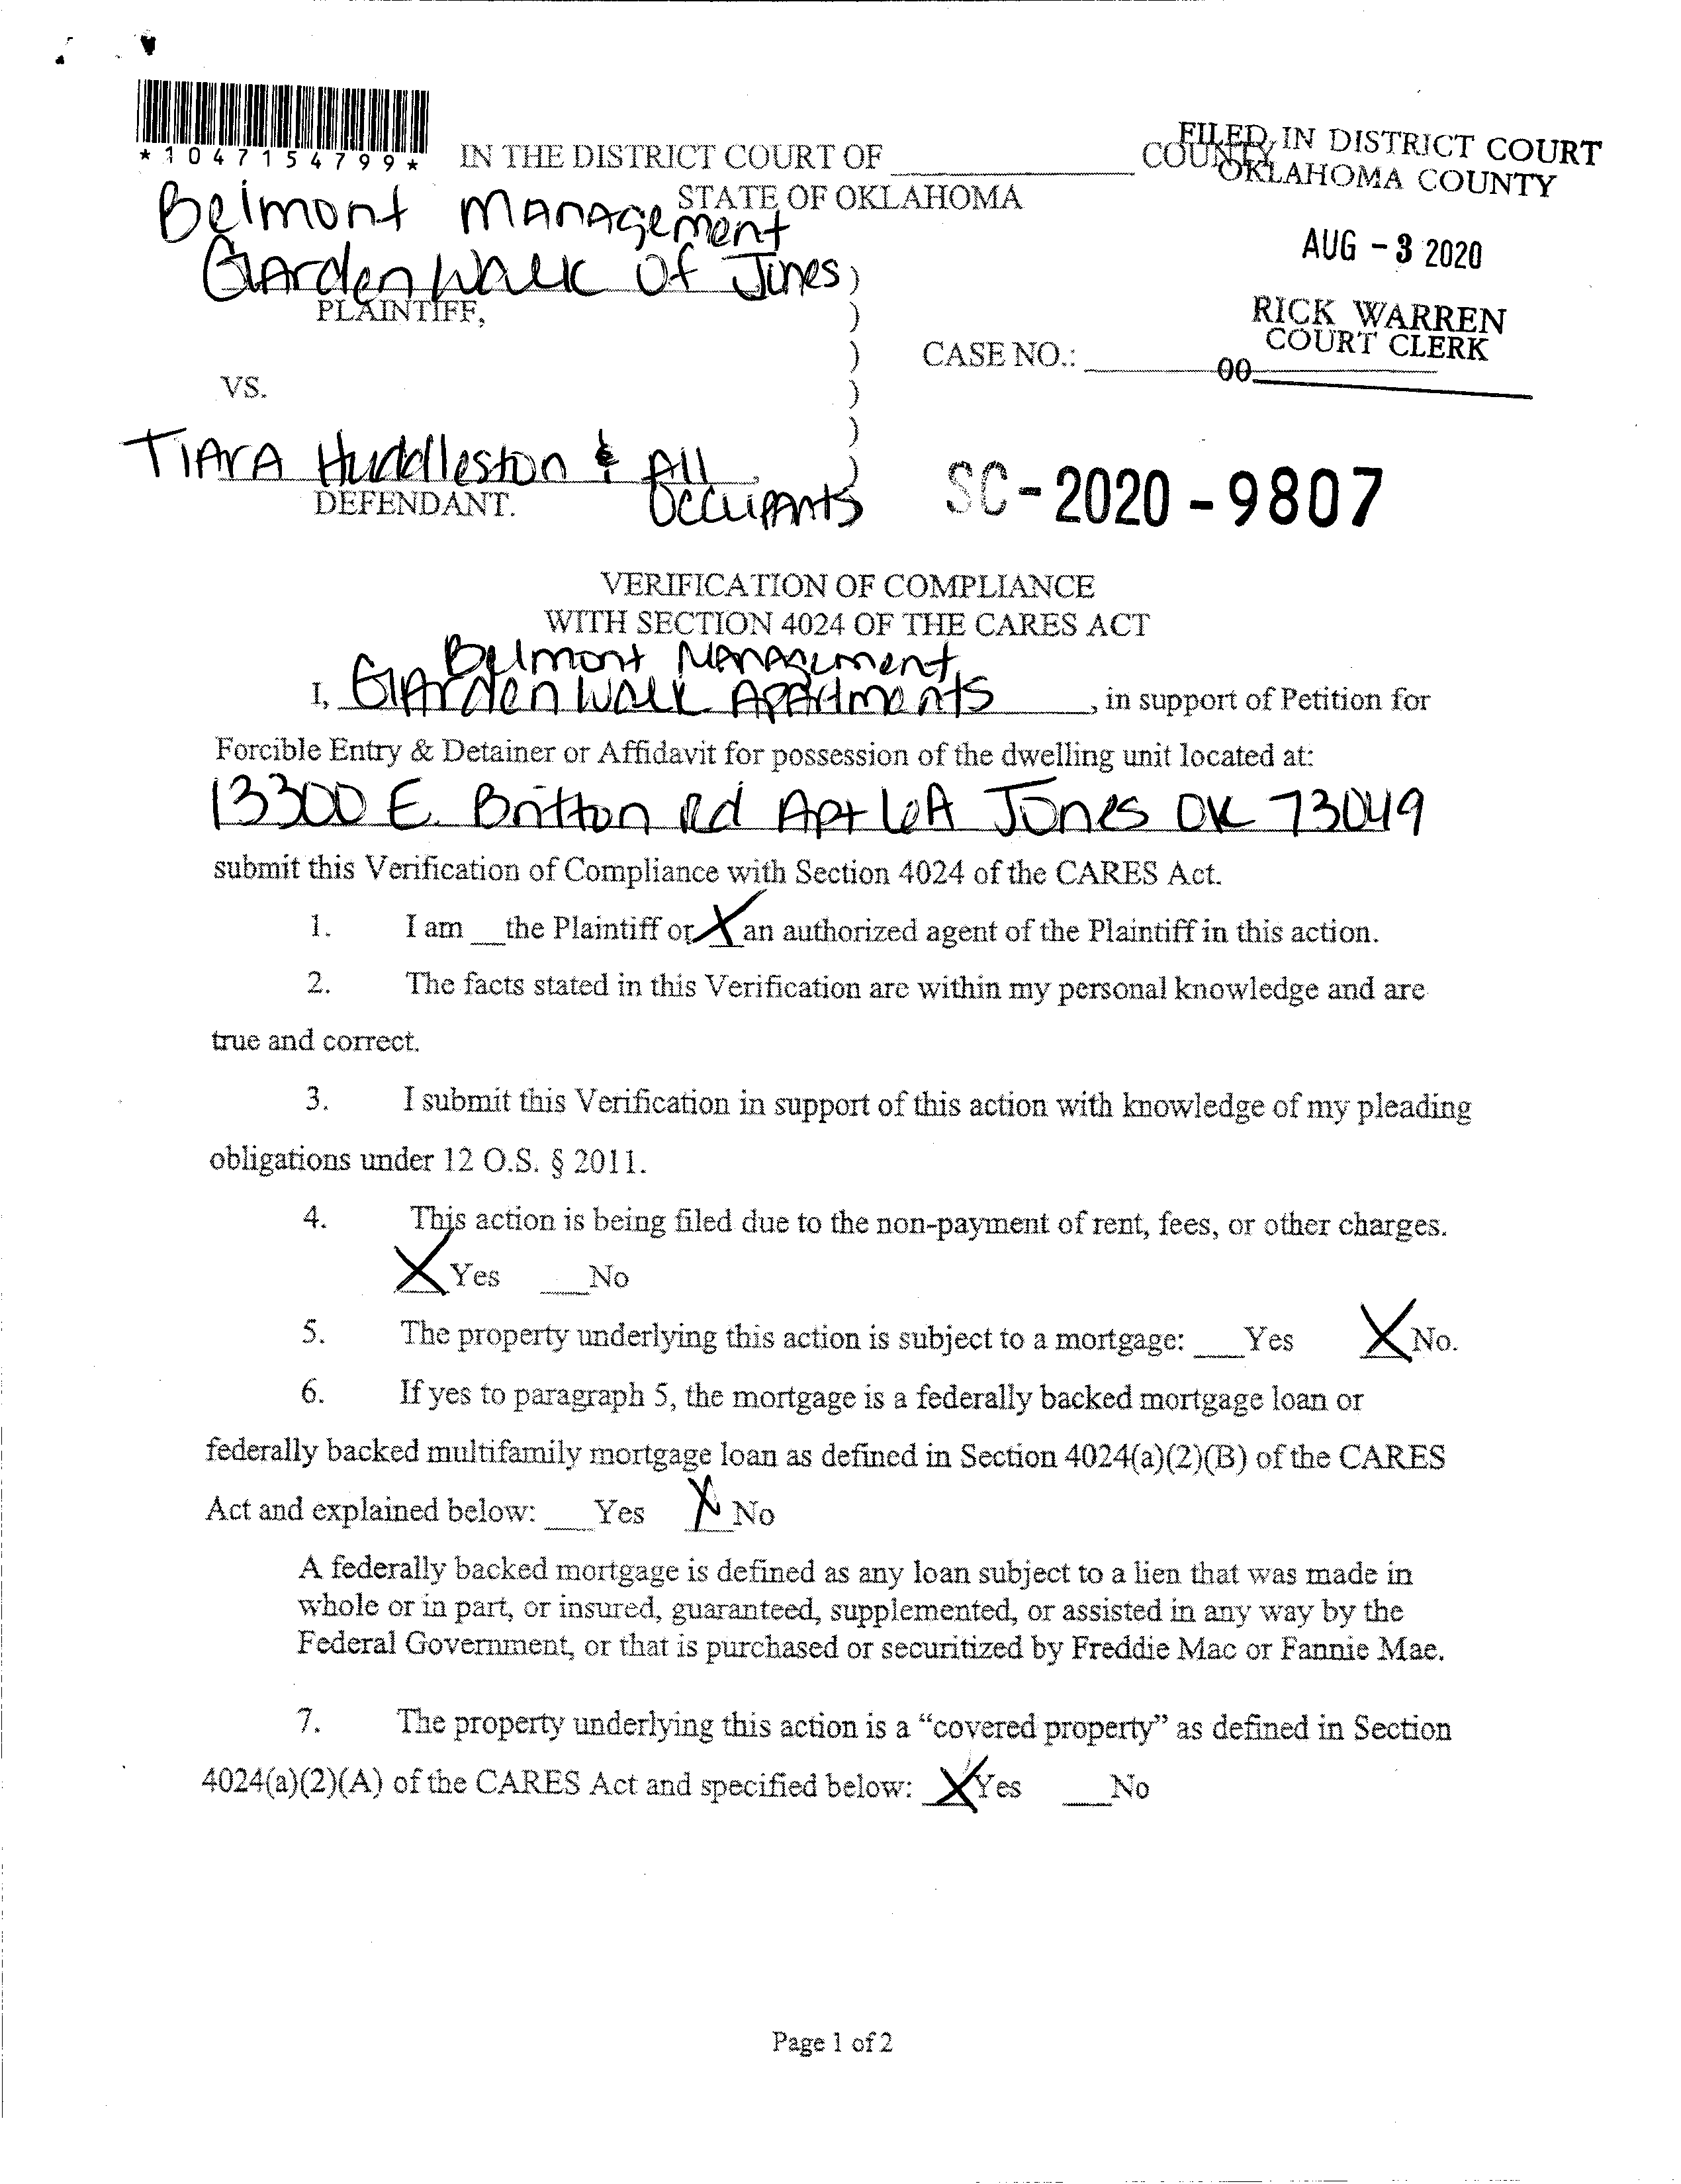 *1047154799*
IN THE DISTRICT COURT OF ____________ COUNTY
STATE OF OKLAHOMA
FILED IN DISTRICT COURT
OKLAHOMA COUNTY
AUG - 3 2020
RICK WARREN
COURT CLERK
00
Belmont Management
Garden Walk of Jones )
PLAINTIFF, )
) CASE NO.: ____________
VS. )
)
Tiara Huddleston & All )
Occupants
DEFENDANT.
SC-2020-9807
VERIFICATION OF COMPLIANCE
WITH SECTION 4024 OF THE CARES ACT
Belmont Management
I, Garden Walk Apartments, in support of Petition for
Forcible Entry & Detainer or Affidavit for possession of the dwelling unit located at:
13300 E. Britton Rd Apt 6A Jones OK 73049
submit this Verification of Compliance with Section 4024 of the CARES Act.
1. I am __the Plaintiff or X an authorized agent of the Plaintiff in this action.
2. The facts stated in this Verification are within my personal knowledge and are
true and correct.
3. I submit this Verification in support of this action with knowledge of my pleading
obligations under 12 O.S. § 2011.
4. This action is being filed due to the non-payment of rent, fees, or other charges.
X Yes ___No
5. The property underlying this action is subject to a mortgage: ___Yes X No.
6. If yes to paragraph 5, the mortgage is a federally backed mortgage loan or
federally backed multifamily mortgage loan as defined in Section 4024(a)(2)(B) of the CARES
Act and explained below: ___Yes X No
A federally backed mortgage is defined as any loan subject to a lien that was made in
whole or in part, or insured, guaranteed, supplemented, or assisted in any way by the
Federal Government, or that is purchased or securitized by Freddie Mac or Fannie Mae.
7. The property underlying this action is a “covered property” as defined in Section
4024(a)(2)(A) of the CARES Act and specified below: X Yes ___No
Page 1 of 2